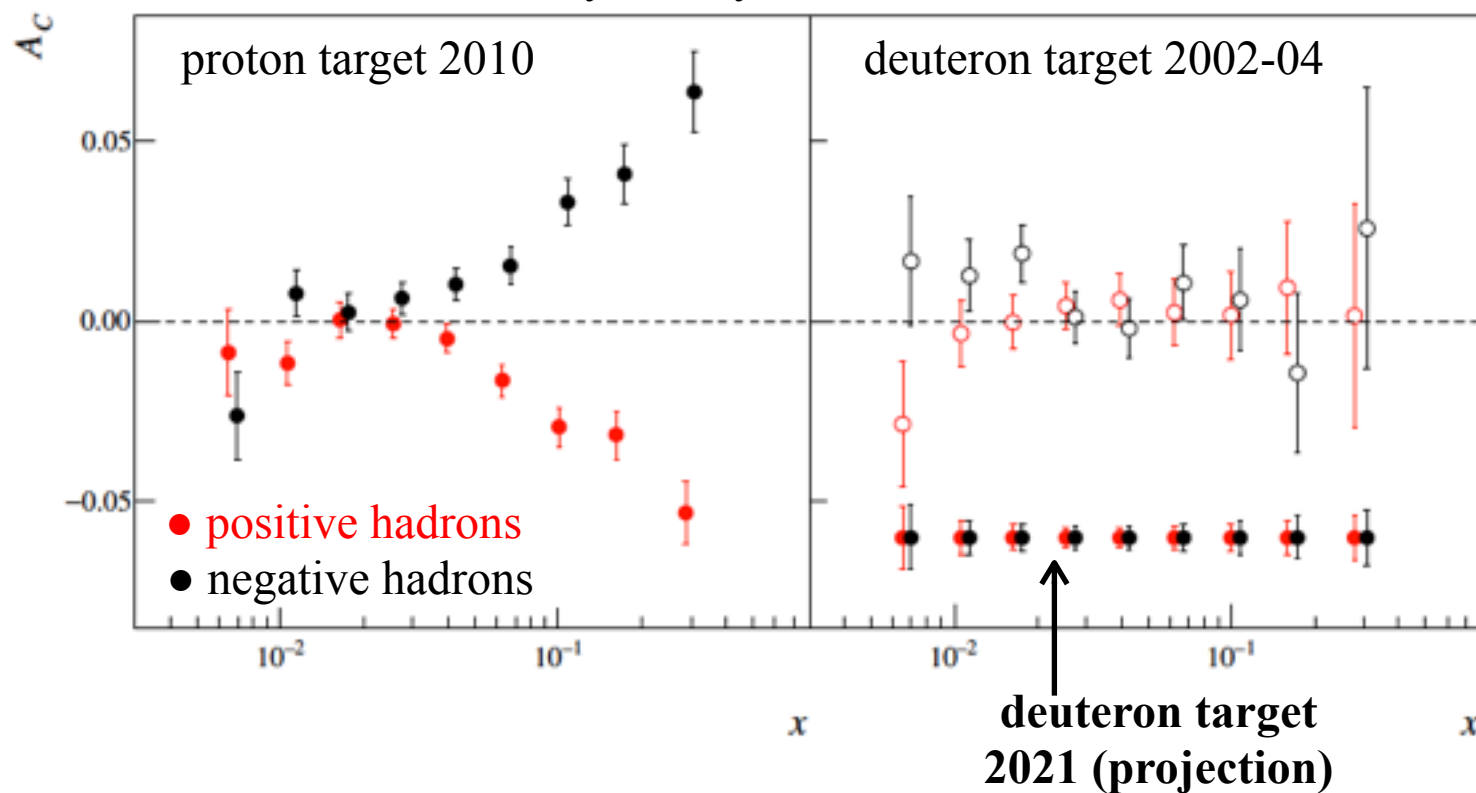 A_C
proton target 2010
deuteron target 2002-04
0.05
0.00
−0.05
positive hadrons
negative hadrons
10⁻²
10⁻¹
10⁻²
10⁻¹
x
x
deuteron target
2021 (projection)